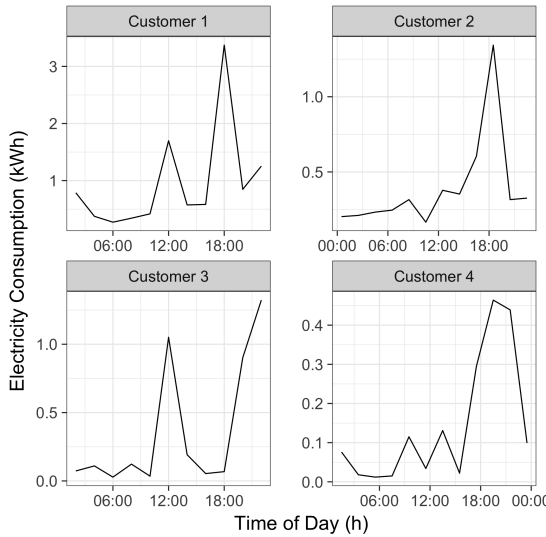 Customer 1
Customer 2
3
2
1
06:00 12:00 18:00
1.0
0.5
00:00 06:00 12:00 18:00
Electricity Consumption (kWh)
Customer 3
Customer 4
1.0
0.5
0.0
06:00 12:00 18:00
0.4
0.3
0.2
0.1
0.0
06:00 12:00 18:00 00:00
Time of Day (h)